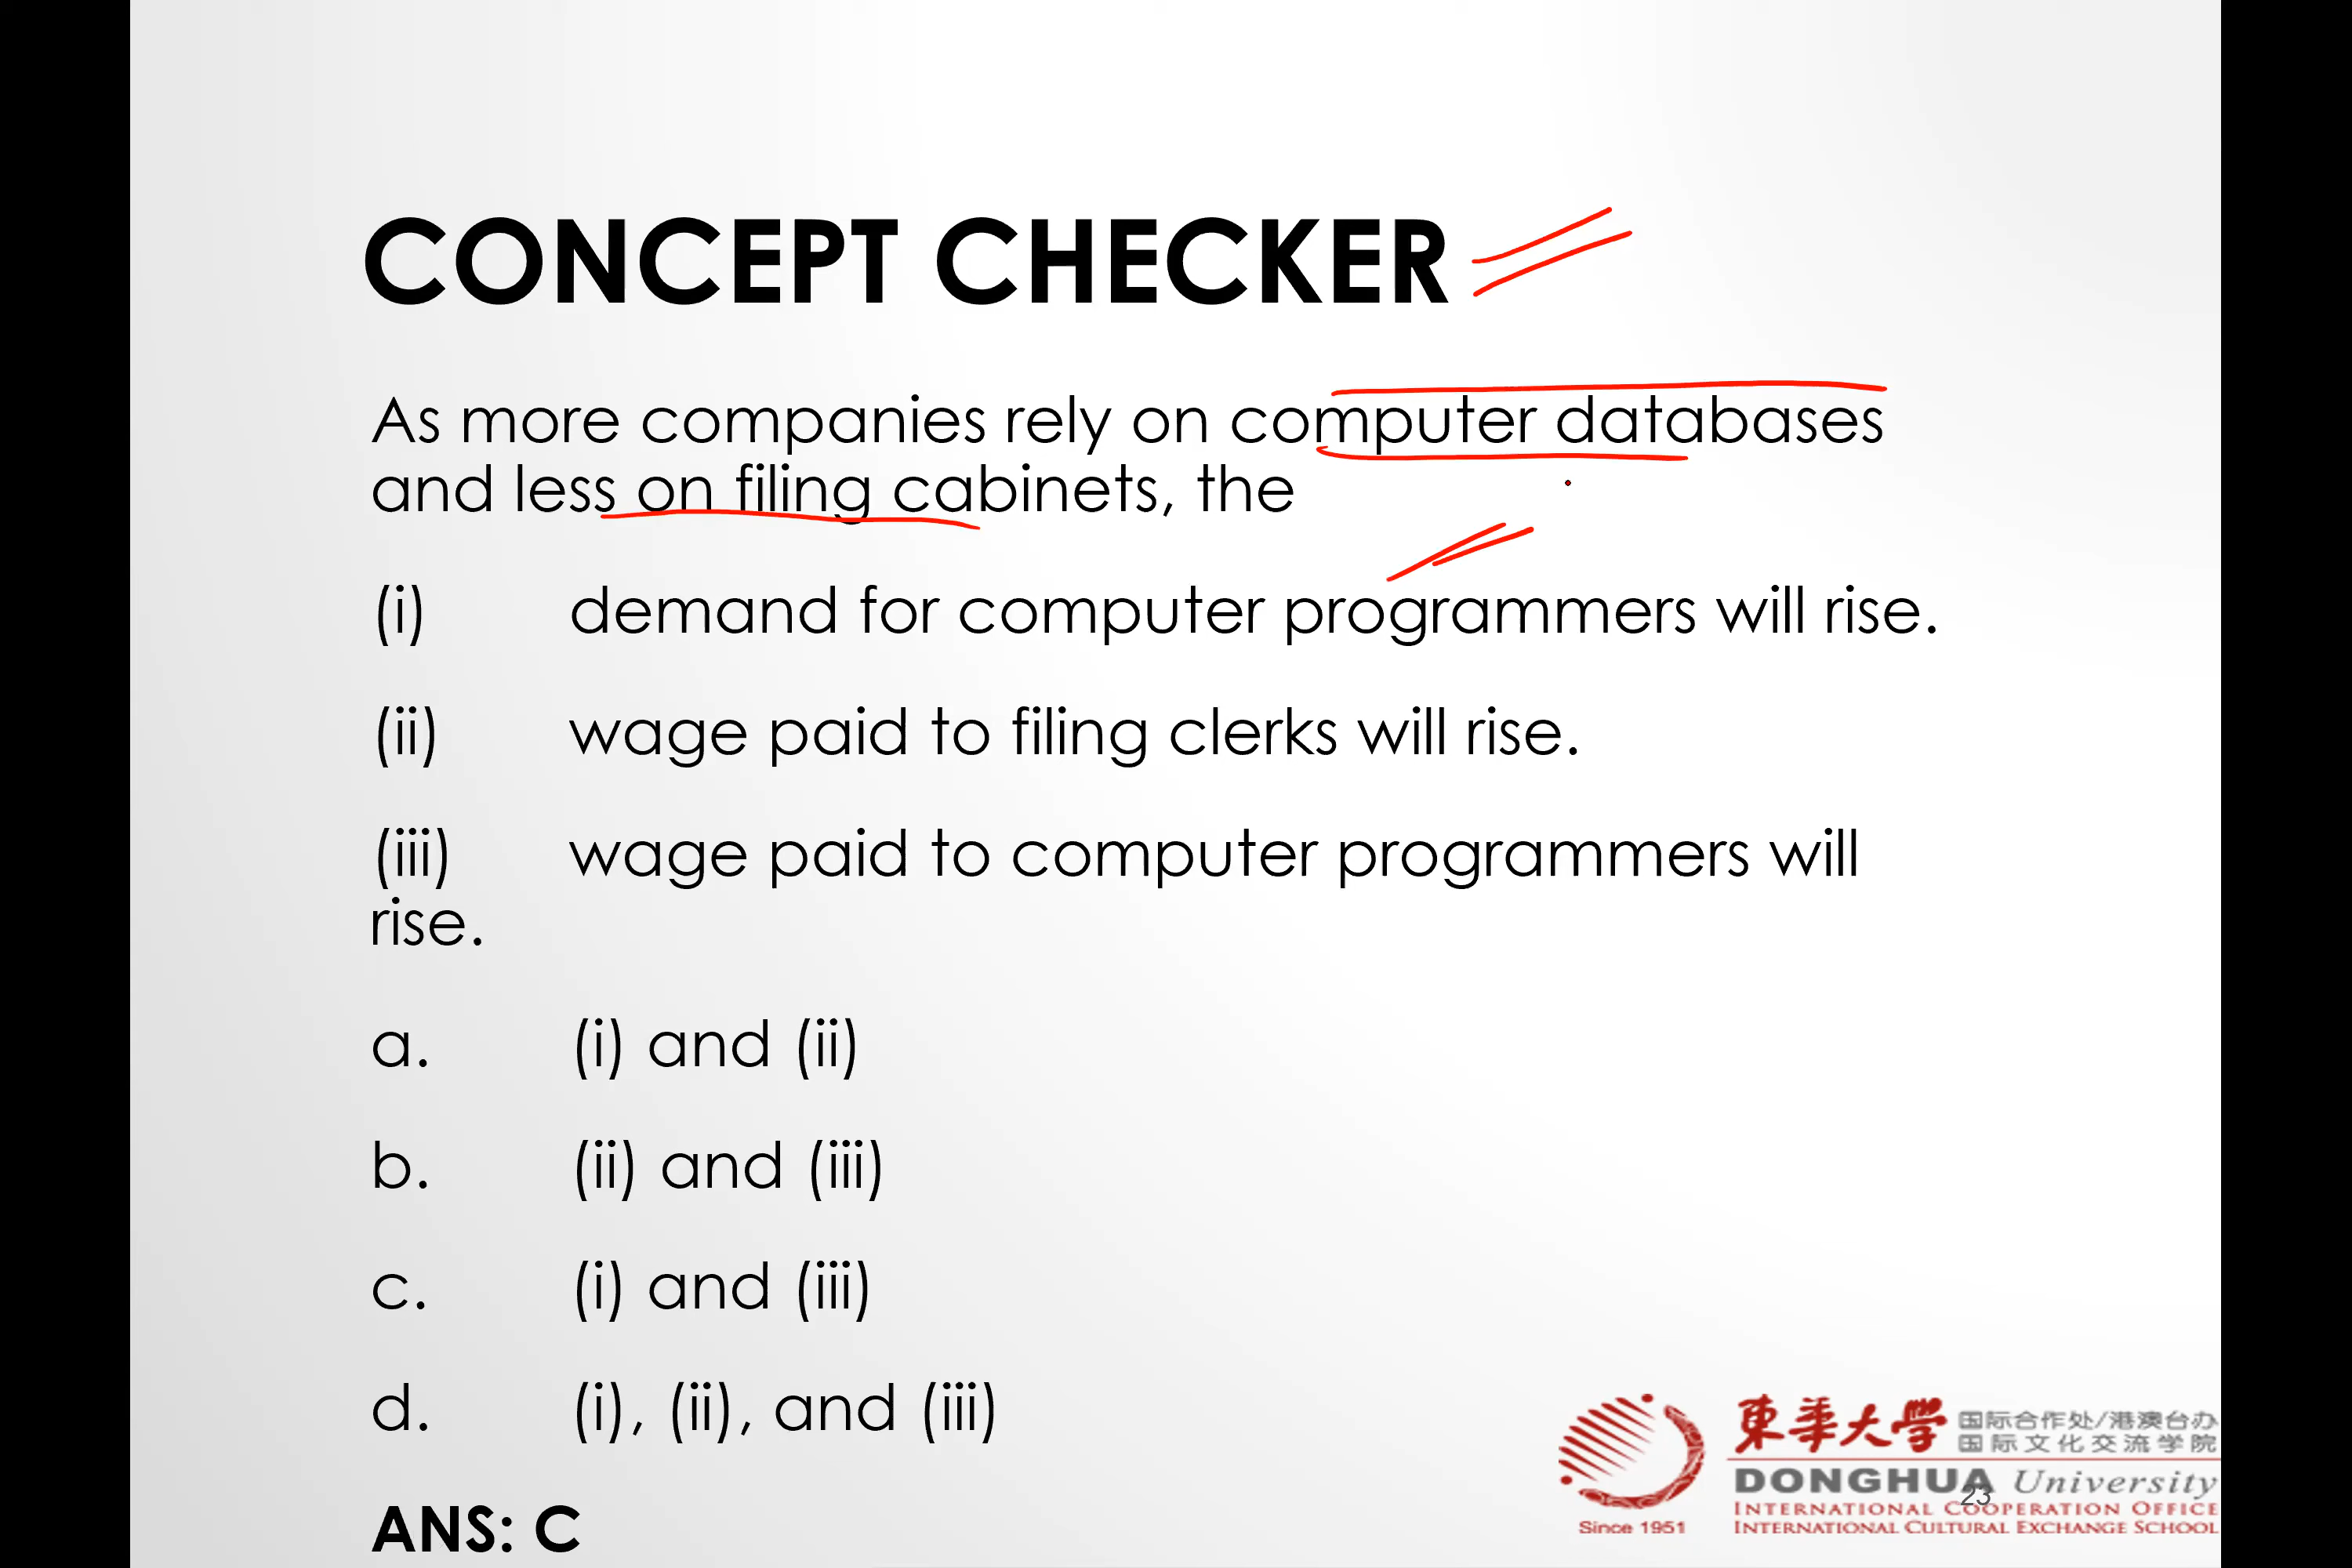 CONCEPT CHECKER
As more companies rely on computer databases
and less on filing cabinets, the
(i) demand for computer programmers will rise.
(ii) wage paid to filing clerks will rise.
(iii) wage paid to computer programmers will
rise.
a. (i) and (ii)
b. (ii) and (iii)
c. (i) and (iii)
d. (i), (ii), and (iii)
ANS: C
Since 1951
東華大學
国际合作处/港澳台办
国际文化交流学院
DONGHUA University
23
INTERNATIONAL COOPERATION OFFICE
INTERNATIONAL CULTURAL EXCHANGE SCHOOL